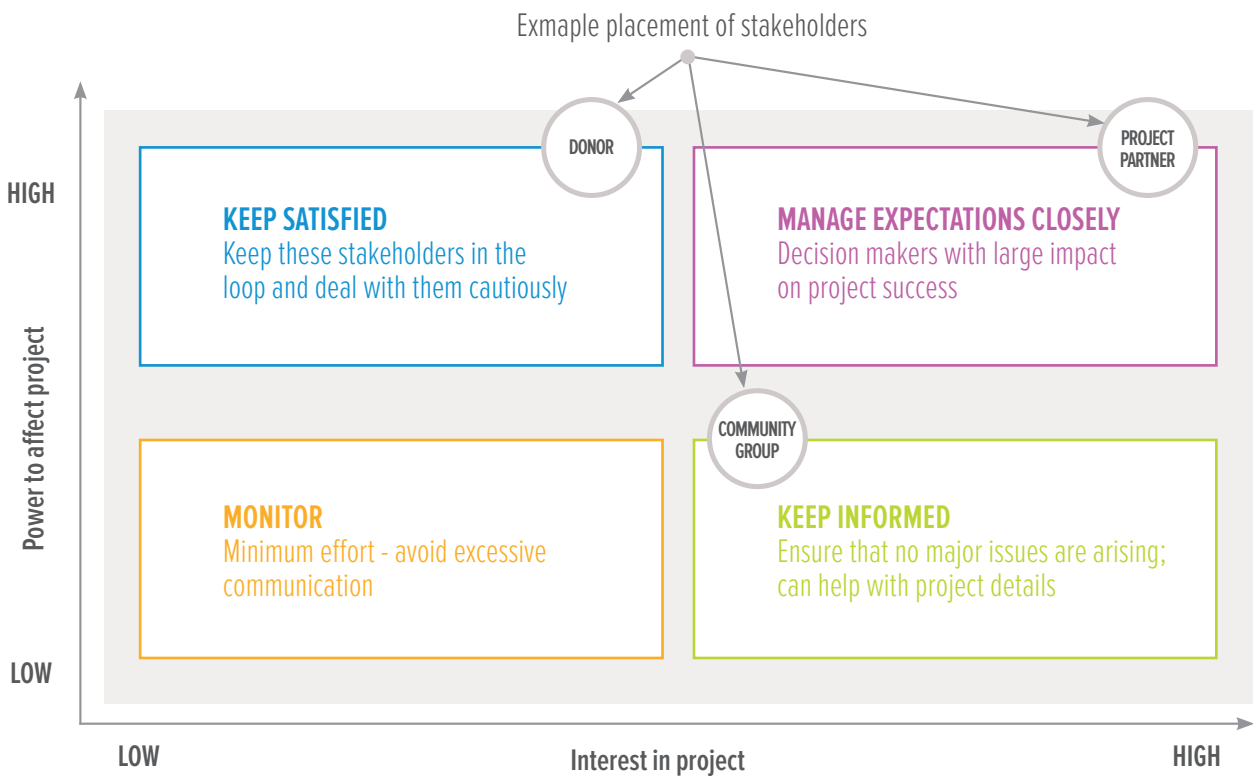 Exmaple placement of stakeholders
DONOR
PROJECT
PARTNER
HIGH
KEEP SATISFIED
Keep these stakeholders in the
loop and deal with them cautiously
MANAGE EXPECTATIONS CLOSELY
Decision makers with large impact
on project success
Power to affect project
COMMUNITY
GROUP
MONITOR
Minimum effort - avoid excessive
communication
KEEP INFORMED
Ensure that no major issues are arising;
can help with project details
LOW
LOW
Interest in project
HIGH